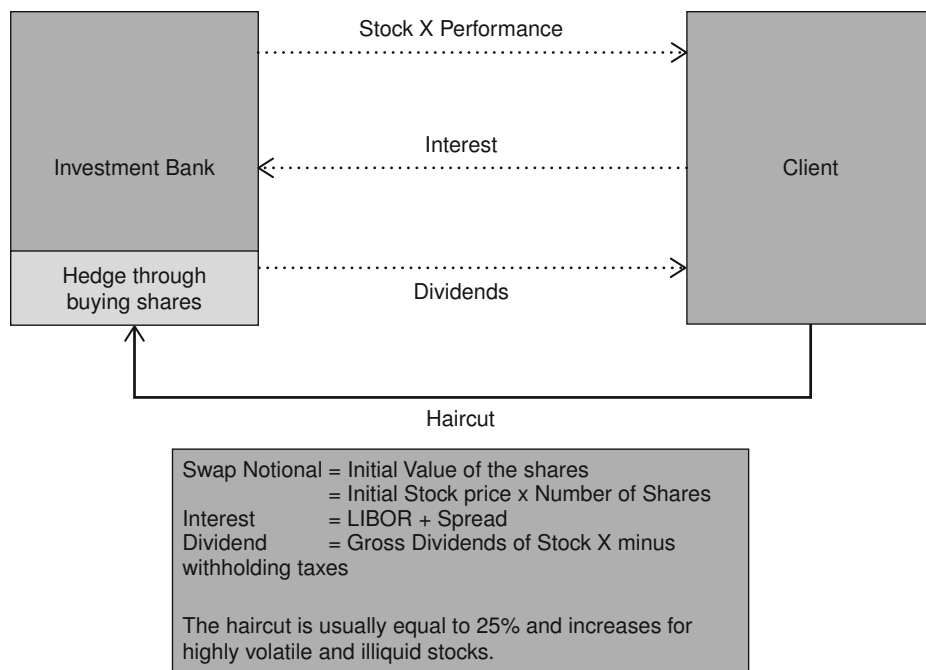 Stock X Performance
Investment Bank
Interest
Client
Hedge through
buying shares
Dividends
Haircut
Swap Notional = Initial Value of the shares
= Initial Stock price x Number of Shares
Interest = LIBOR + Spread
Dividend = Gross Dividends of Stock X minus
withholding taxes
The haircut is usually equal to 25% and increases for
highly volatile and illiquid stocks.